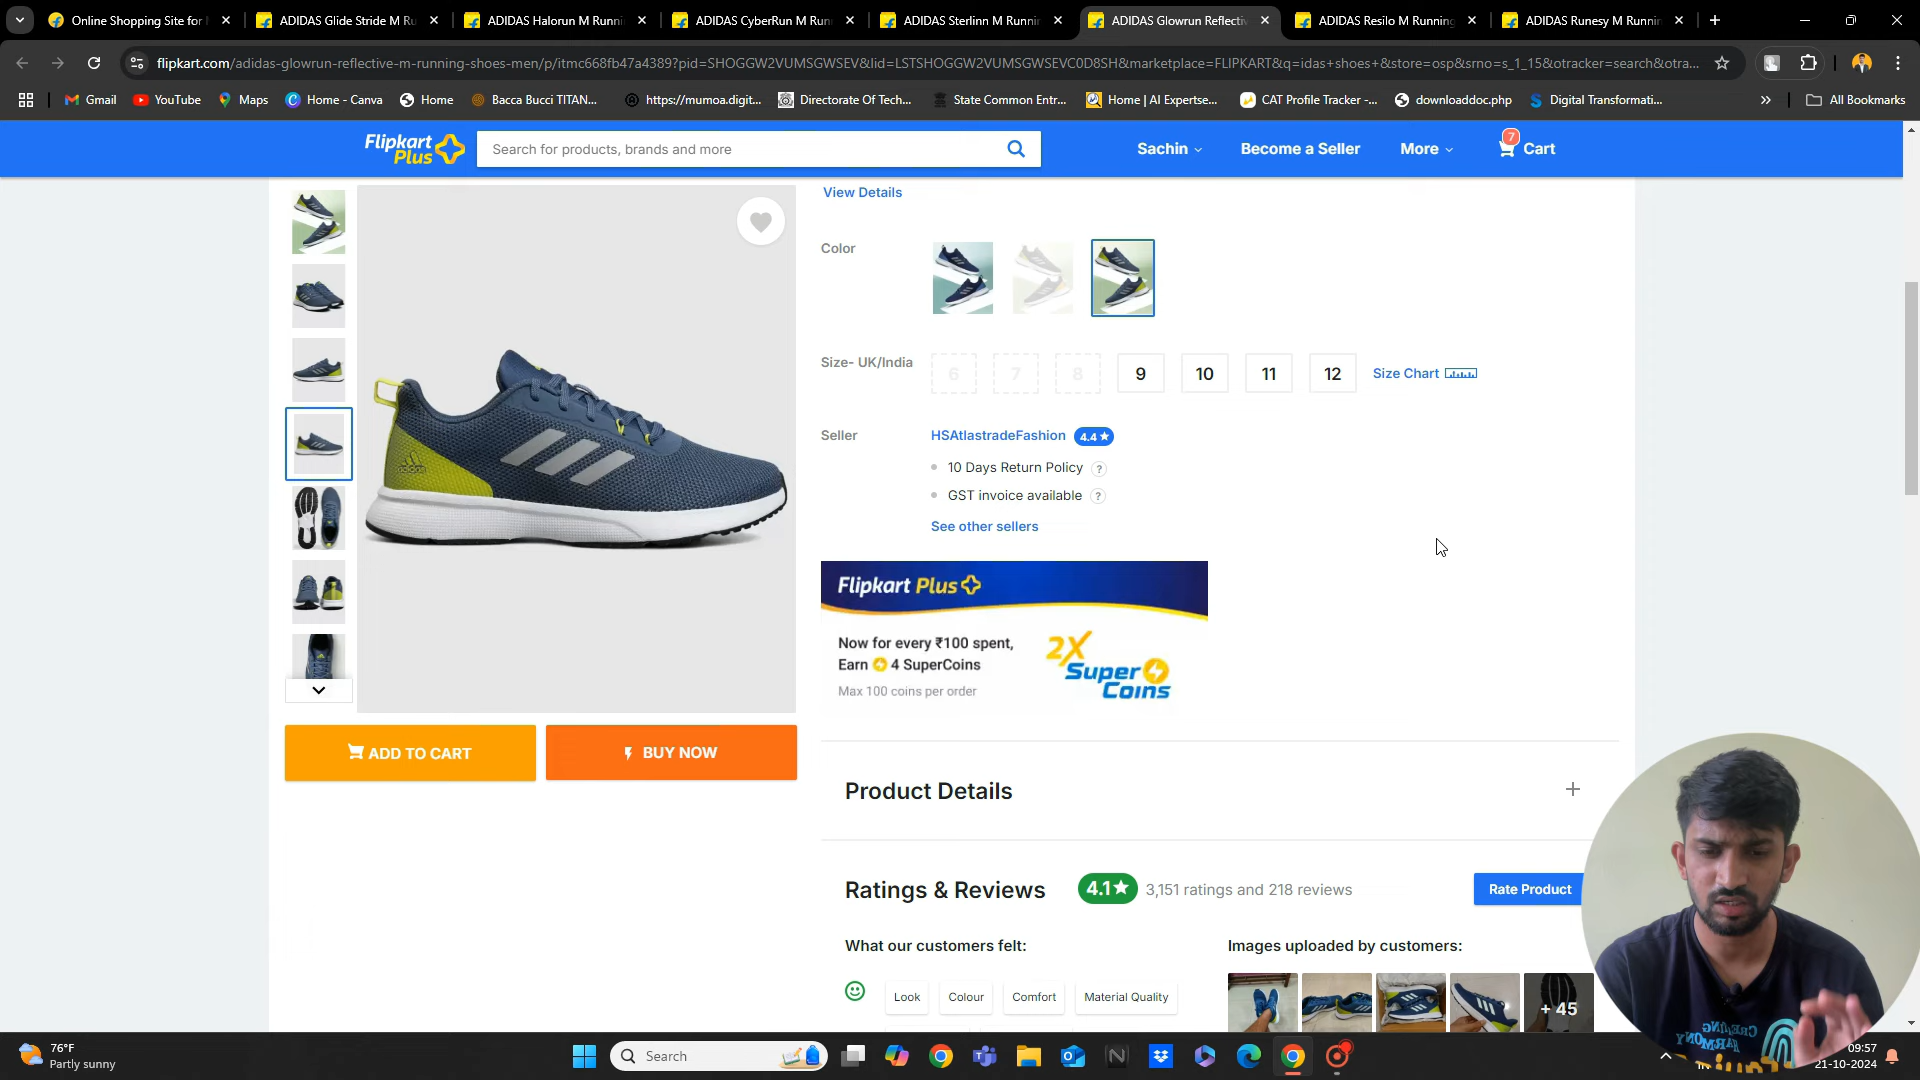 Online Shopping Site for
ADIDAS Glide Stride M Ru
ADIDAS Halorun M Runni
ADIDAS CyberRun M Run
ADIDAS Sterlinn M Runnin
ADIDAS Glowrun Reflectiv
ADIDAS Resilo M Running
ADIDAS Runesy M Runnin
flipkart.com/adidas-glowrun-reflective-m-running-shoes-men/p/itmc668fb47a4389?pid=SHOGGW2VUMSGWSEV&lid=LSTSHOGGW2VUMSGWSEVC0D8SH&marketplace=FLIPKART&q=idas+shoes+&store=osp&srno=s_1_15&otracker=search&otra...
Gmail
YouTube
Maps
Home - Canva
Home
Bacca Bucci TITAN...
https://mumoa.digit...
Directorate Of Tech...
State Common Entr...
Home | AI Expertse...
CAT Profile Tracker -...
downloaddoc.php
Digital Transformati...
»
All Bookmarks
Flipkart
Plus
Search for products, brands and more
Sachin
Become a Seller
More
7
Cart
View Details
Color
Size- UK/India
6
7
8
9
10
11
12
Size Chart
Seller
HSAtlastradeFashion
4.4★
10 Days Return Policy ?
GST invoice available ?
See other sellers
Flipkart Plus
Now for every ₹100 spent,
Earn 4 SuperCoins
Max 100 coins per order
2X
Super
Coins
ADD TO CART
BUY NOW
Product Details
+
Ratings & Reviews
4.1★
3,151 ratings and 218 reviews
Rate Product
What our customers felt:
Images uploaded by customers:
Look
Colour
Comfort
Material Quality
+ 45
76°F
Partly sunny
Search
09:57
21-10-2024